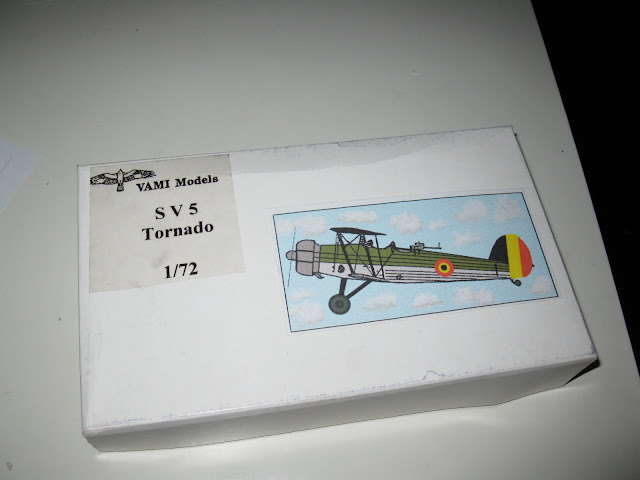 VAMI Models
S V 5
Tornado
1/72